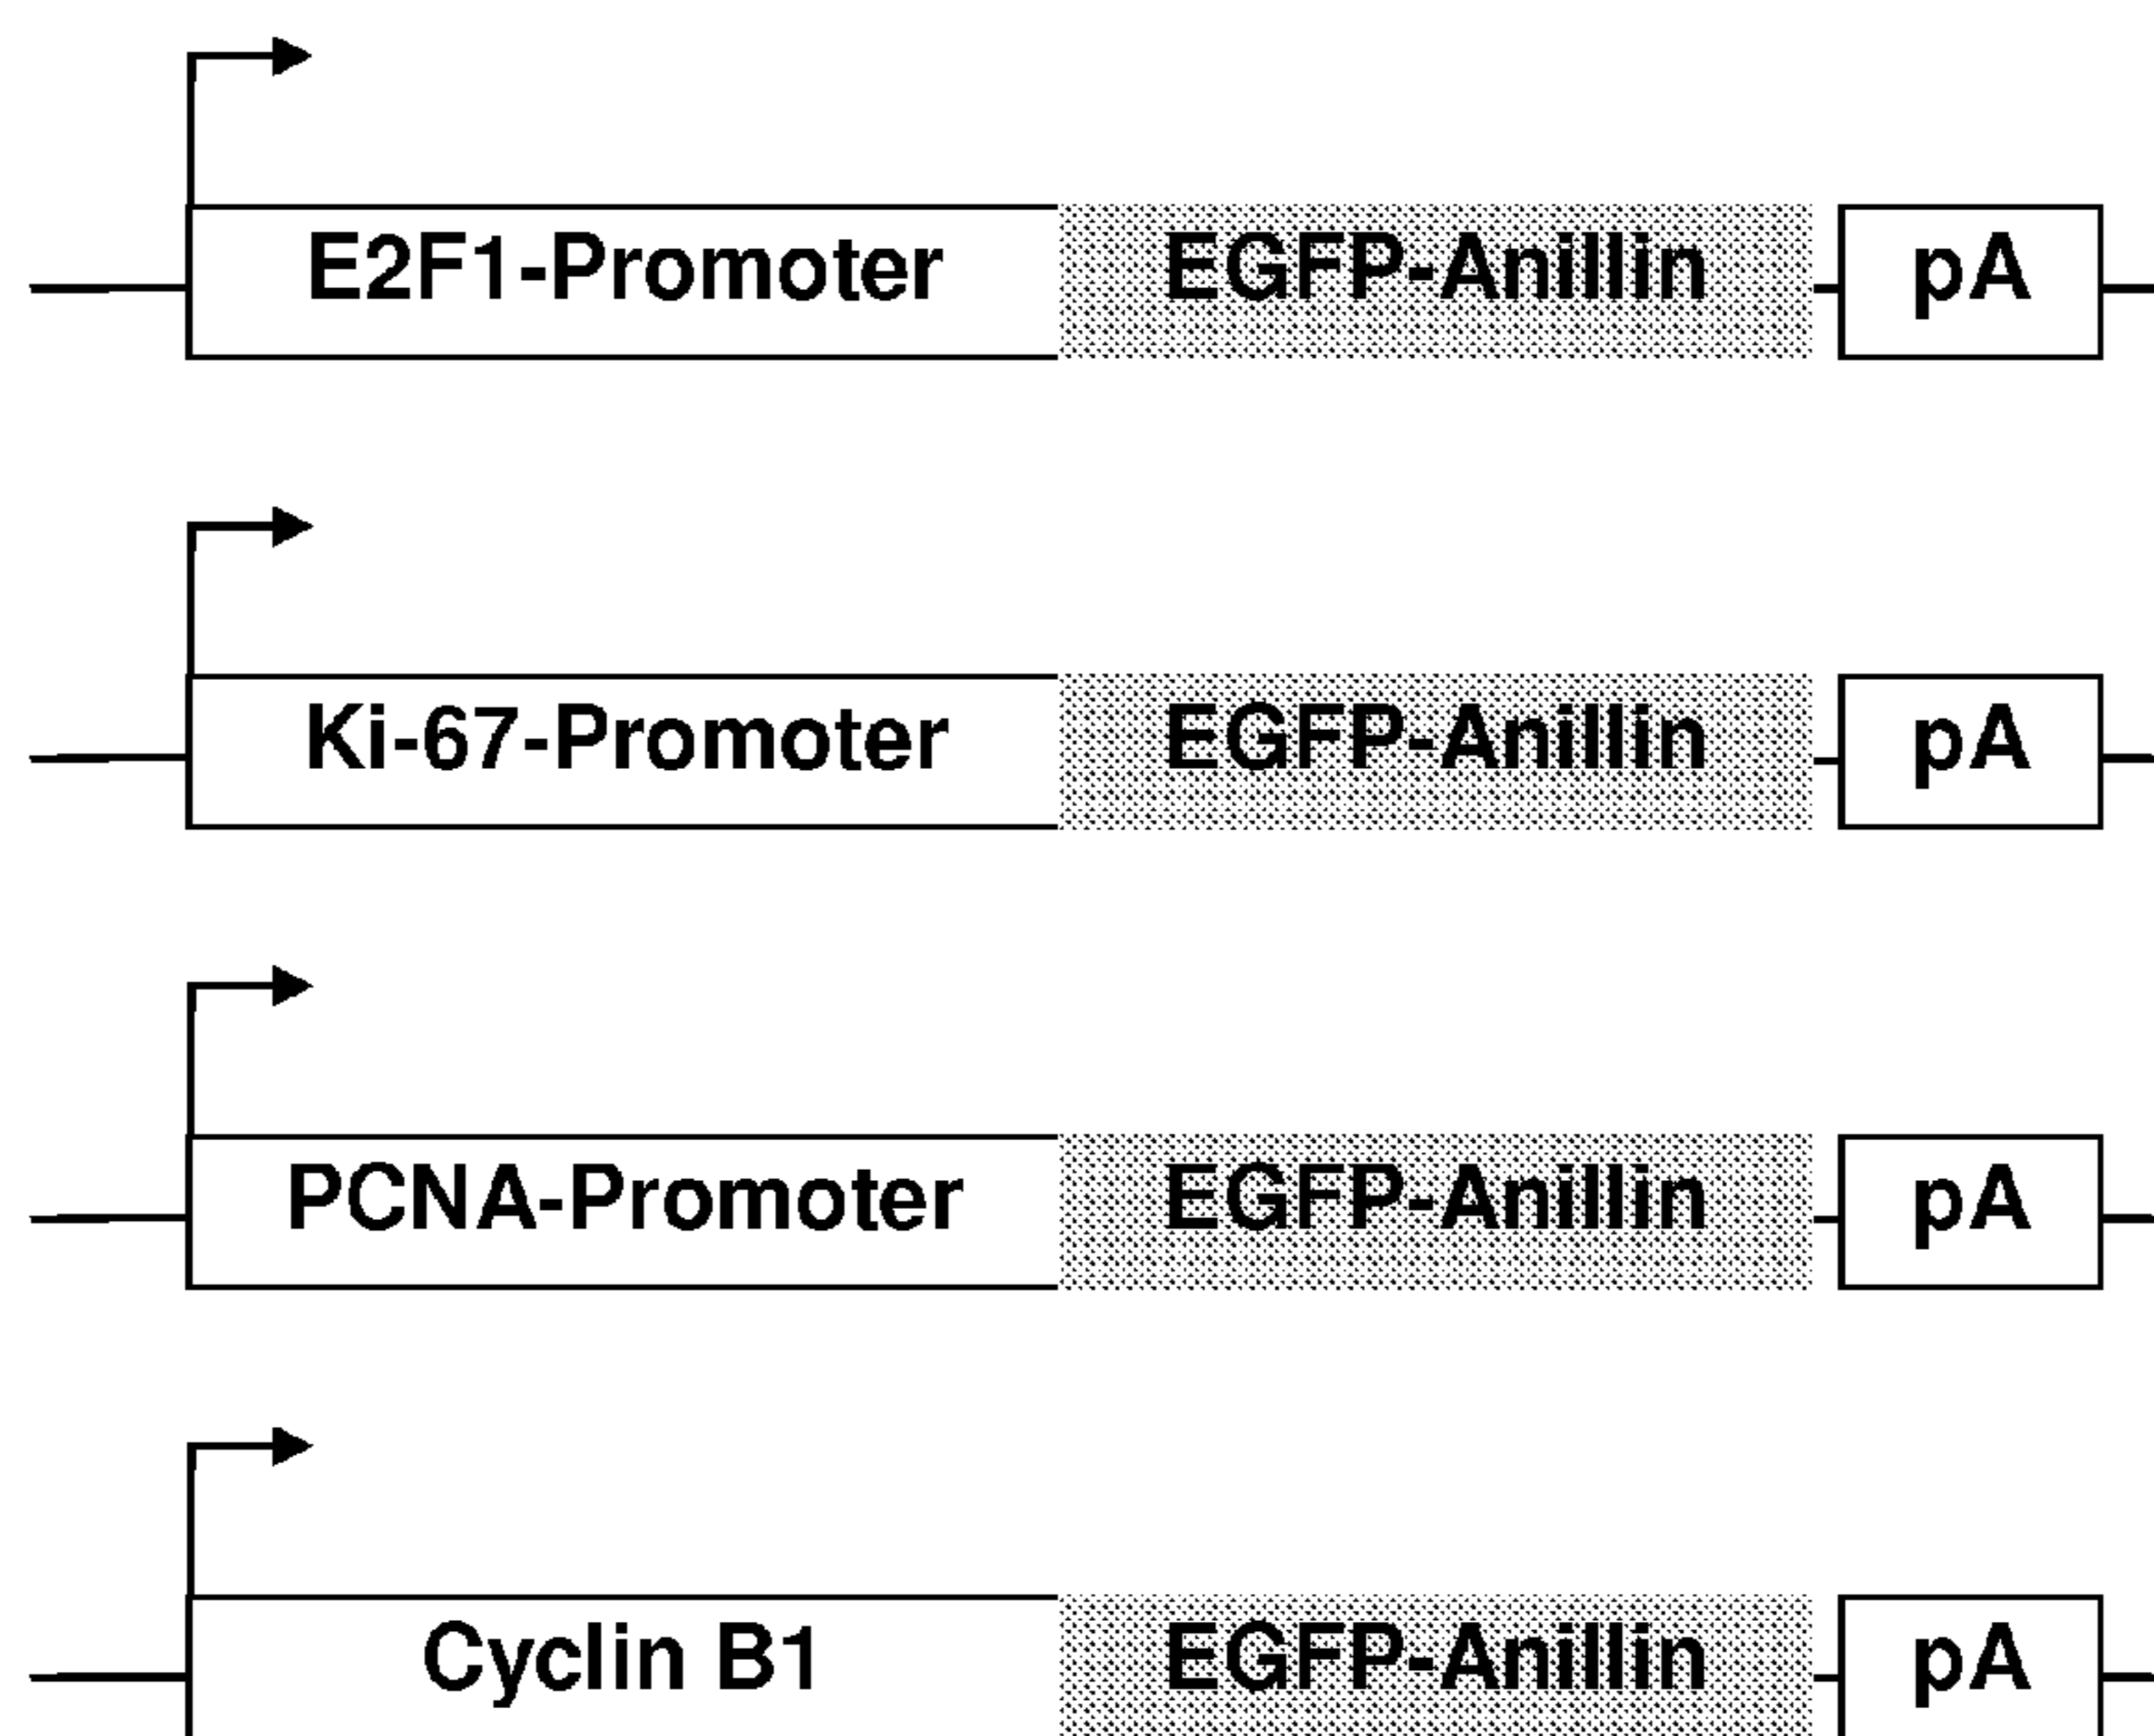 E2F1-Promoter EGFP-Anillin pA
Ki-67-Promoter EGFP-Anillin pA
PCNA-Promoter EGFP-Anillin pA
Cyclin B1 EGFP-Anillin pA